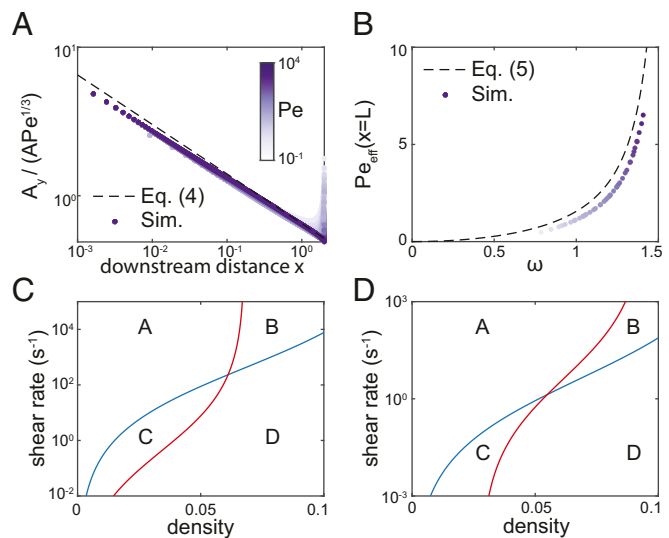 A
A_y / (APe^{1/3})
10^1
10^0
10^4
Pe
10^{-1}
Eq. (4)
Sim.
10^{-3} 10^{-2} 10^{-1} 10^0
downstream distance x
B
Pe_{eff}(x=L)
10
5
0
Eq. (5)
Sim.
0 0.5 1 1.5
ω
C
shear rate (s^{-1})
10^4
10^2
10^0
10^{-2}
A
B
C
D
0.05 0.1
density
D
shear rate (s^{-1})
10^3
10^0
10^{-3}
A
B
C
D
0 0.05 0.1
density